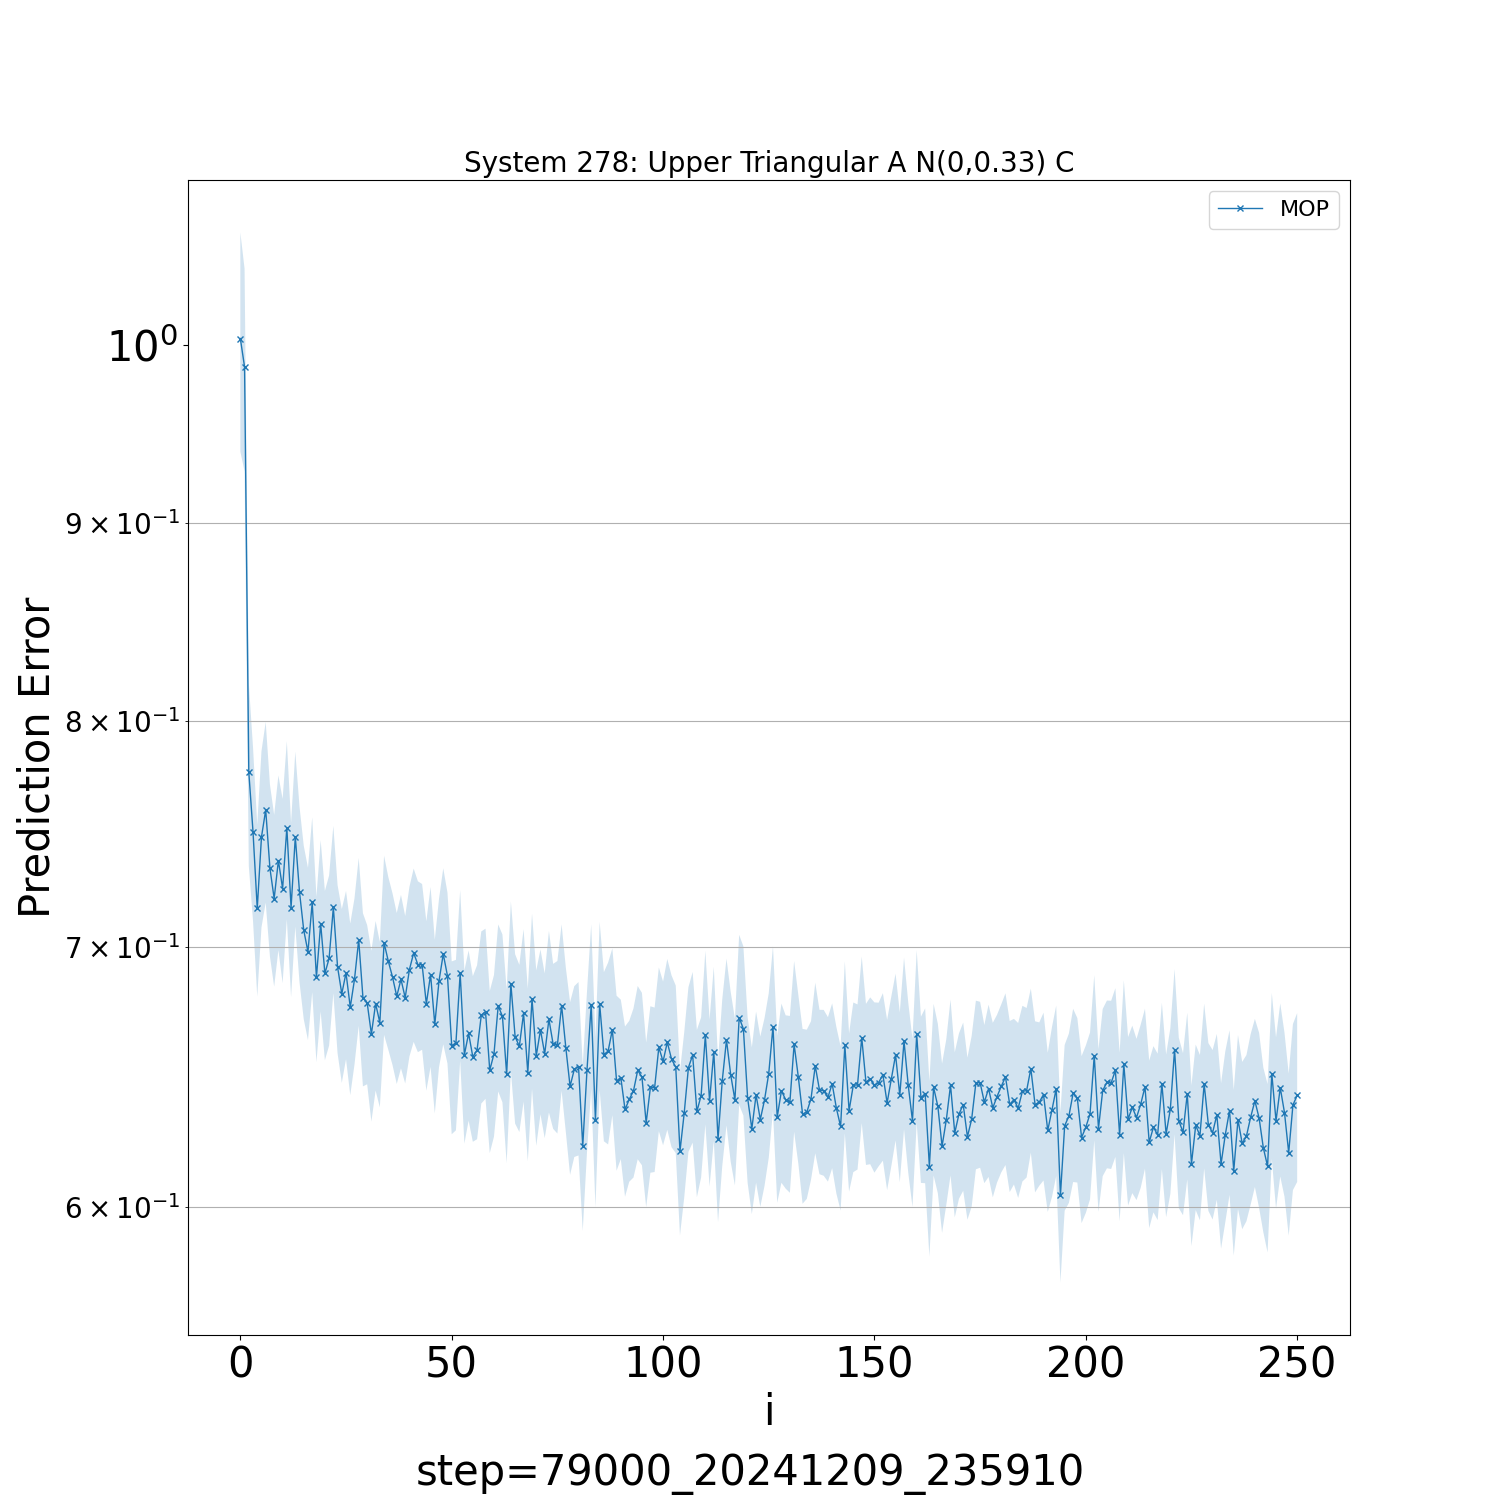 System 278: Upper Triangular A N(0,0.33) C
MOP
10⁰
9 × 10⁻¹
8 × 10⁻¹
7 × 10⁻¹
6 × 10⁻¹
Prediction Error
0 50 100 150 200 250
i
step=79000_20241209_235910